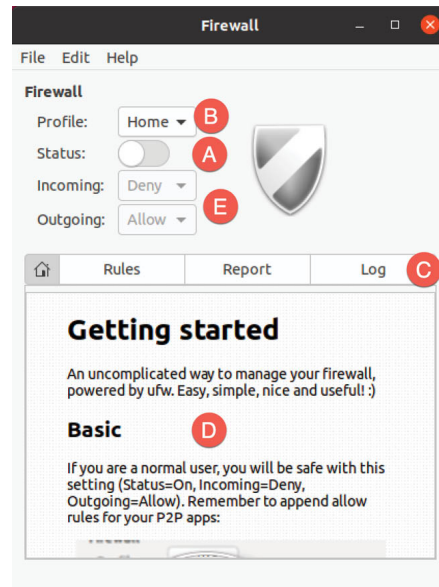 Firewall
File Edit Help
Firewall
Profile: Home B
Status: A
Incoming: Deny
E
Outgoing: Allow
Rules Report Log C
Getting started
An uncomplicated way to manage your firewall,
powered by ufw. Easy, simple, nice and useful! :)
Basic D
If you are a normal user, you will be safe with this
setting (Status=On, Incoming=Deny,
Outgoing=Allow). Remember to append allow
rules for your P2P apps: